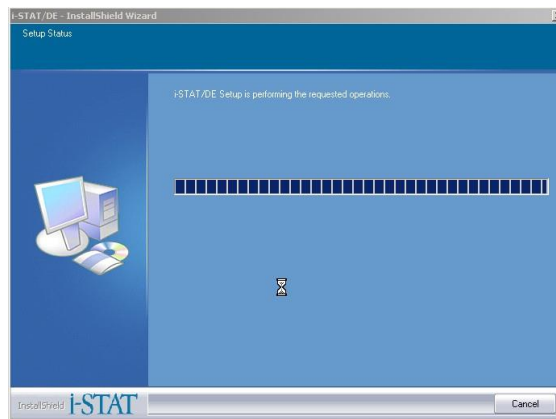 i-STAT/DE - InstallShield Wizard
Setup Status
i-STAT/DE Setup is performing the requested operations.
InstallShield i-STAT
Cancel